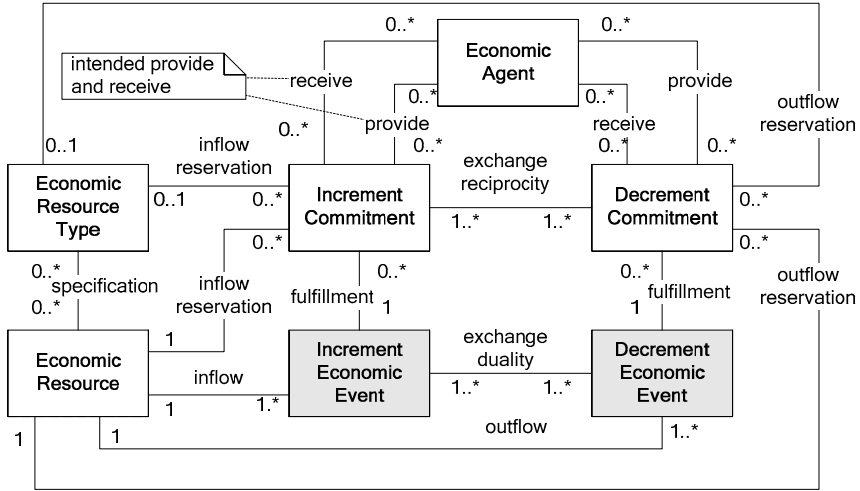 0..*
0..*
Economic
Agent
intended provide
and receive
receive
provide
0..*
0..*
outflow
reservation
0..*
provide
receive
0..1
inflow
reservation
0..*
0..*
0..*
exchange
reciprocity
Economic
Resource
Type
0..1
0..*
Increment
Commitment
1..*
1..*
Decrement
Commitment
0..*
0..*
0..*
0..*
specification
0..*
inflow
reservation
0..*
fulfillment
1
0..*
fulfillment
1
outflow
reservation
Economic
Resource
1
inflow
1
1.*
Increment
Economic
Event
exchange
duality
1..*
1..*
Decrement
Economic
Event
1
1
outflow
1..*